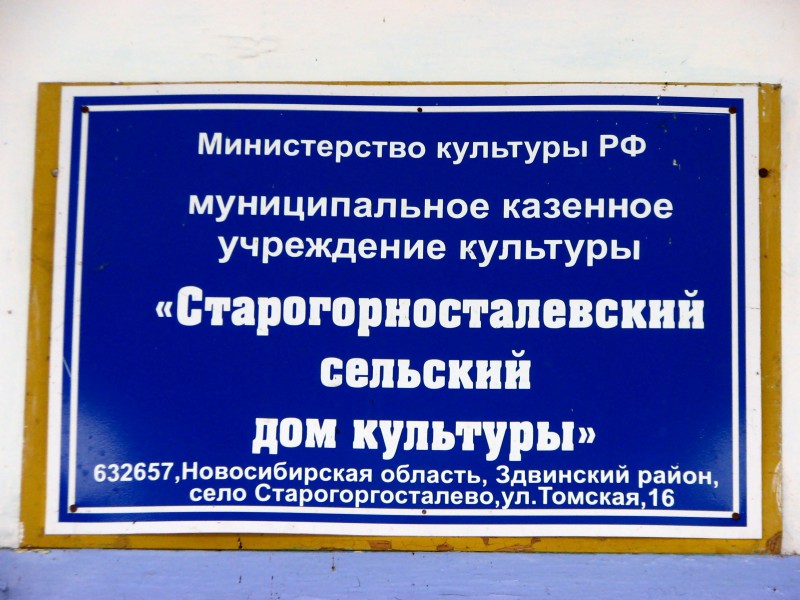 Министерство культуры РФ
муниципальное казенное
учреждение культуры
«Старогорносталевский
сельский
дом культуры»
632657,Новосибирская область, Здвинский район,
село Старогоргосталево,ул.Томская,16